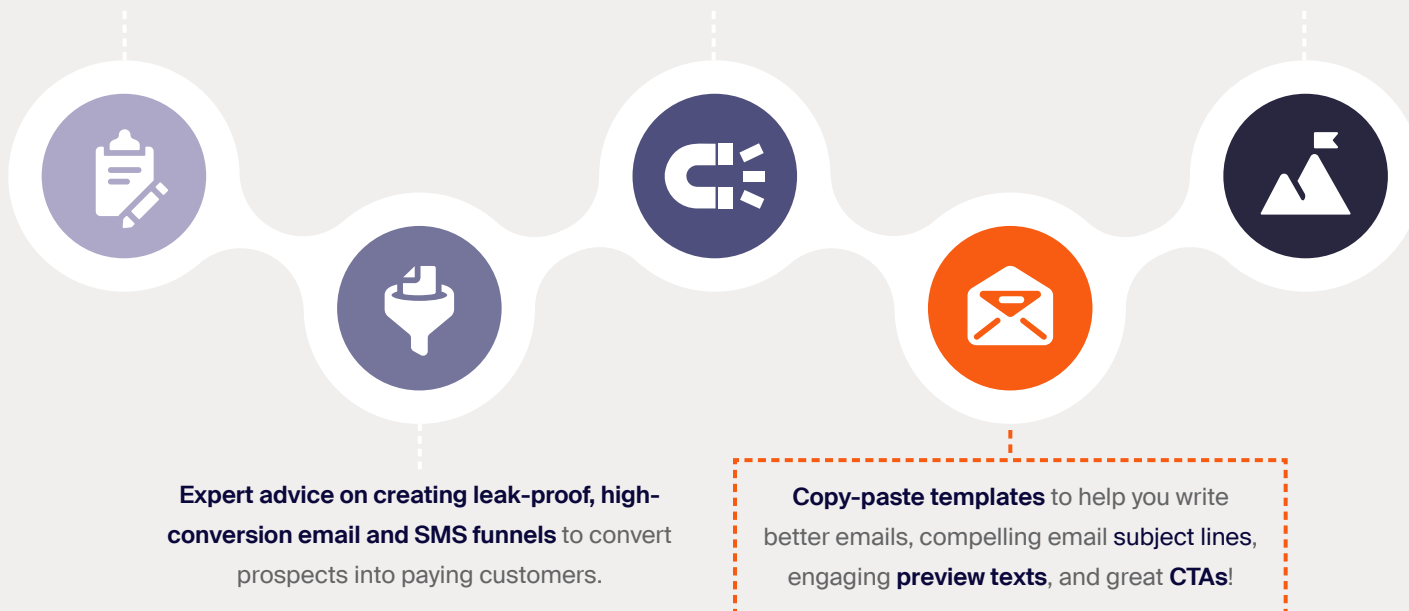 Expert advice on creating leak-proof, high-
conversion email and SMS funnels to convert
prospects into paying customers.
Copy-paste templates to help you write
better emails, compelling email subject lines,
engaging preview texts, and great CTAs!